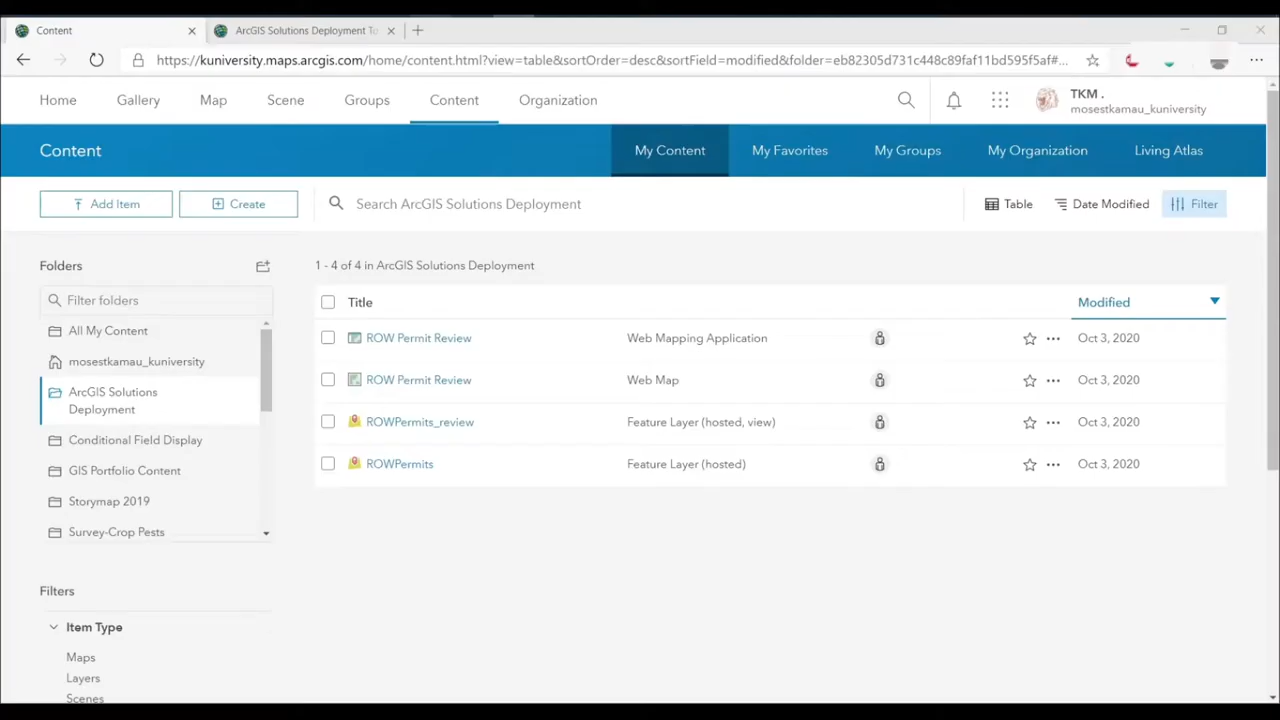 Content
ArcGIS Solutions Deployment To
https://kuniversity.maps.arcgis.com/home/content.html?view=table&sortOrder=desc&sortField=modified&folder=eb82305d731c448c89faf11bd595f5af#...
Home Gallery Map Scene Groups Content Organization
TKM .
mosestkamau_kuniversity
Content My Content My Favorites My Groups My Organization Living Atlas
Add Item Create Search ArcGIS Solutions Deployment Table Date Modified Filter
Folders
1 - 4 of 4 in ArcGIS Solutions Deployment
Filter folders
All My Content
mosestkamau_kuniversity
ArcGIS Solutions
Deployment
Conditional Field Display
GIS Portfolio Content
Storymap 2019
Survey-Crop Pests
Title Modified
ROW Permit Review Web Mapping Application Oct 3, 2020
ROW Permit Review Web Map Oct 3, 2020
ROWPermits_review Feature Layer (hosted, view) Oct 3, 2020
ROWPermits Feature Layer (hosted) Oct 3, 2020
Filters
Item Type
Maps
Layers
Scenes